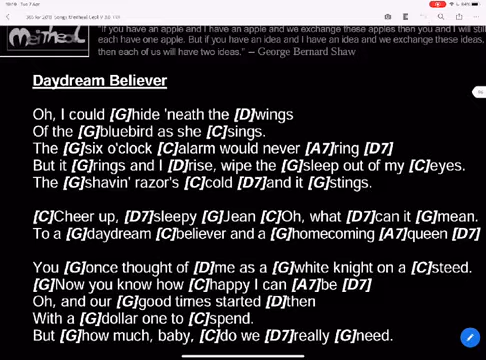 "If you have an apple and I have an apple and we exchange these apples then you and I will still
each have one apple. But if you have an idea and I have an idea and we exchange these ideas,
then each of us will have two ideas." – George Bernard Shaw
Meitheal
Daydream Believer
Oh, I could [G]hide 'neath the [D]wings
Of the [G]bluebird as she [C]sings.
The [G]six o'clock [C]alarm would never [A7]ring [D7]
But it [G]rings and I [D]rise, wipe the [G]sleep out of my [C]eyes.
The [G]shavin' razor's [C]cold [D7]and it [G]stings.
[C]Cheer up, [D7]sleepy [G]Jean [C]Oh, what [D7]can it [G]mean.
To a [G]daydream [C]believer and a [G]homecoming [A7]queen [D7]
You [G]once thought of [D]me as a [G]white knight on a [C]steed.
[G]Now you know how [C]happy I can [A7]be [D7]
Oh, and our [G]good times started [D]then
With a [G]dollar one to [C]spend.
But [G]how much, baby, [C]do we [D7]really [G]need.